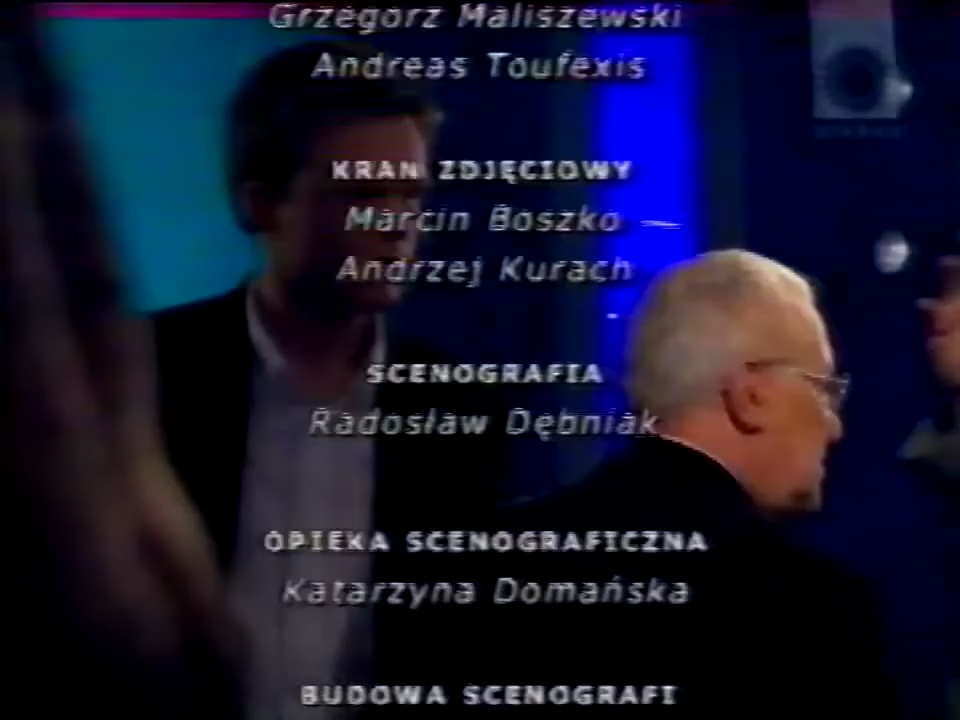 Grzegorz Maliszewski
Andreas Toufexis
KRAN ZDJĘCIOWY
Marcin Boszko
Andrzej Kurach
SCENOGRAFIA
Radosław Dębniak
OPIEKA SCENOGRAFICZNA
Katarzyna Domańska
BUDOWA SCENOGRAFI